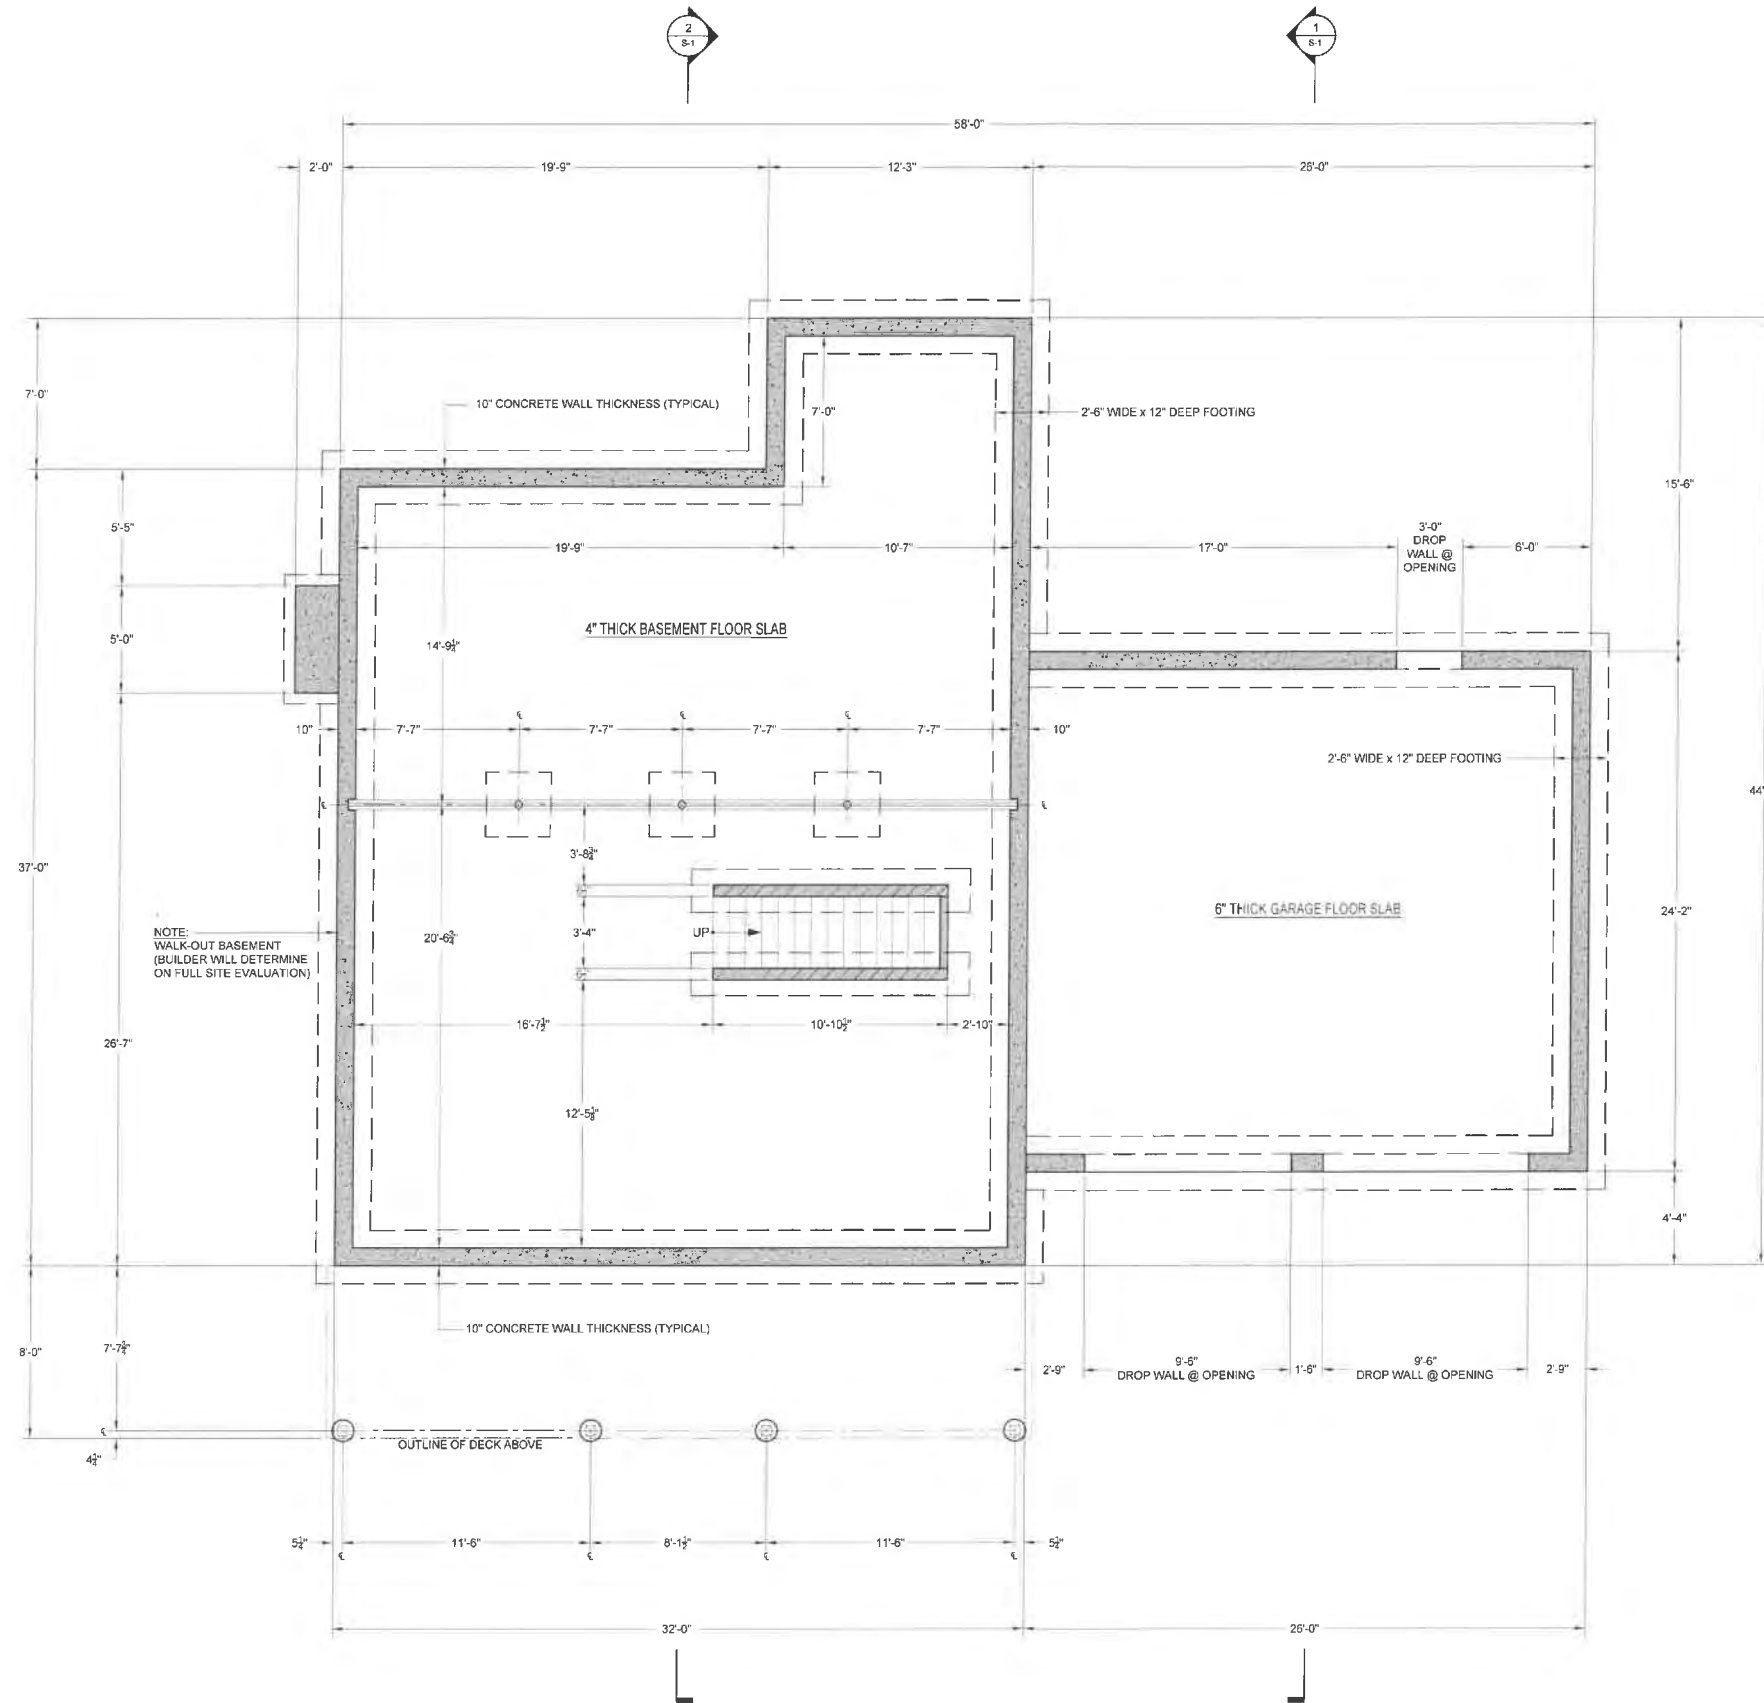 2
S-1
1
S-1
58'-0"
2'-0"
19'-9"
12'-3"
26'-0"
7'-0"
10" CONCRETE WALL THICKNESS (TYPICAL)
7'-0"
2'-6" WIDE x 12" DEEP FOOTING
15'-6"
5'-5"
19'-9"
10'-7"
17'-0"
3'-0"
DROP
WALL @
OPENING
6'-0"
5'-0"
14'-9¼"
4" THICK BASEMENT FLOOR SLAB
10"
7'-7"
7'-7"
7'-7"
7'-7"
10"
2'-6" WIDE x 12" DEEP FOOTING
44'
37'-0"
3'-8¾"
6" THICK GARAGE FLOOR SLAB
24'-2"
NOTE:
WALK-OUT BASEMENT
(BUILDER WILL DETERMINE
ON FULL SITE EVALUATION)
20'-6¾"
3'-4"
UP
16'-7½"
10'-10½"
2'-10"
26'-7"
12'-5⅛"
4'-4"
10" CONCRETE WALL THICKNESS (TYPICAL)
8'-0"
7'-7¾"
2'-9"
9'-6"
DROP WALL @ OPENING
1'-6"
9'-6"
DROP WALL @ OPENING
2'-9"
OUTLINE OF DECK ABOVE
4¼"
5¼"
11'-6"
8'-1½"
11'-6"
5¼"
32'-0"
26'-0"